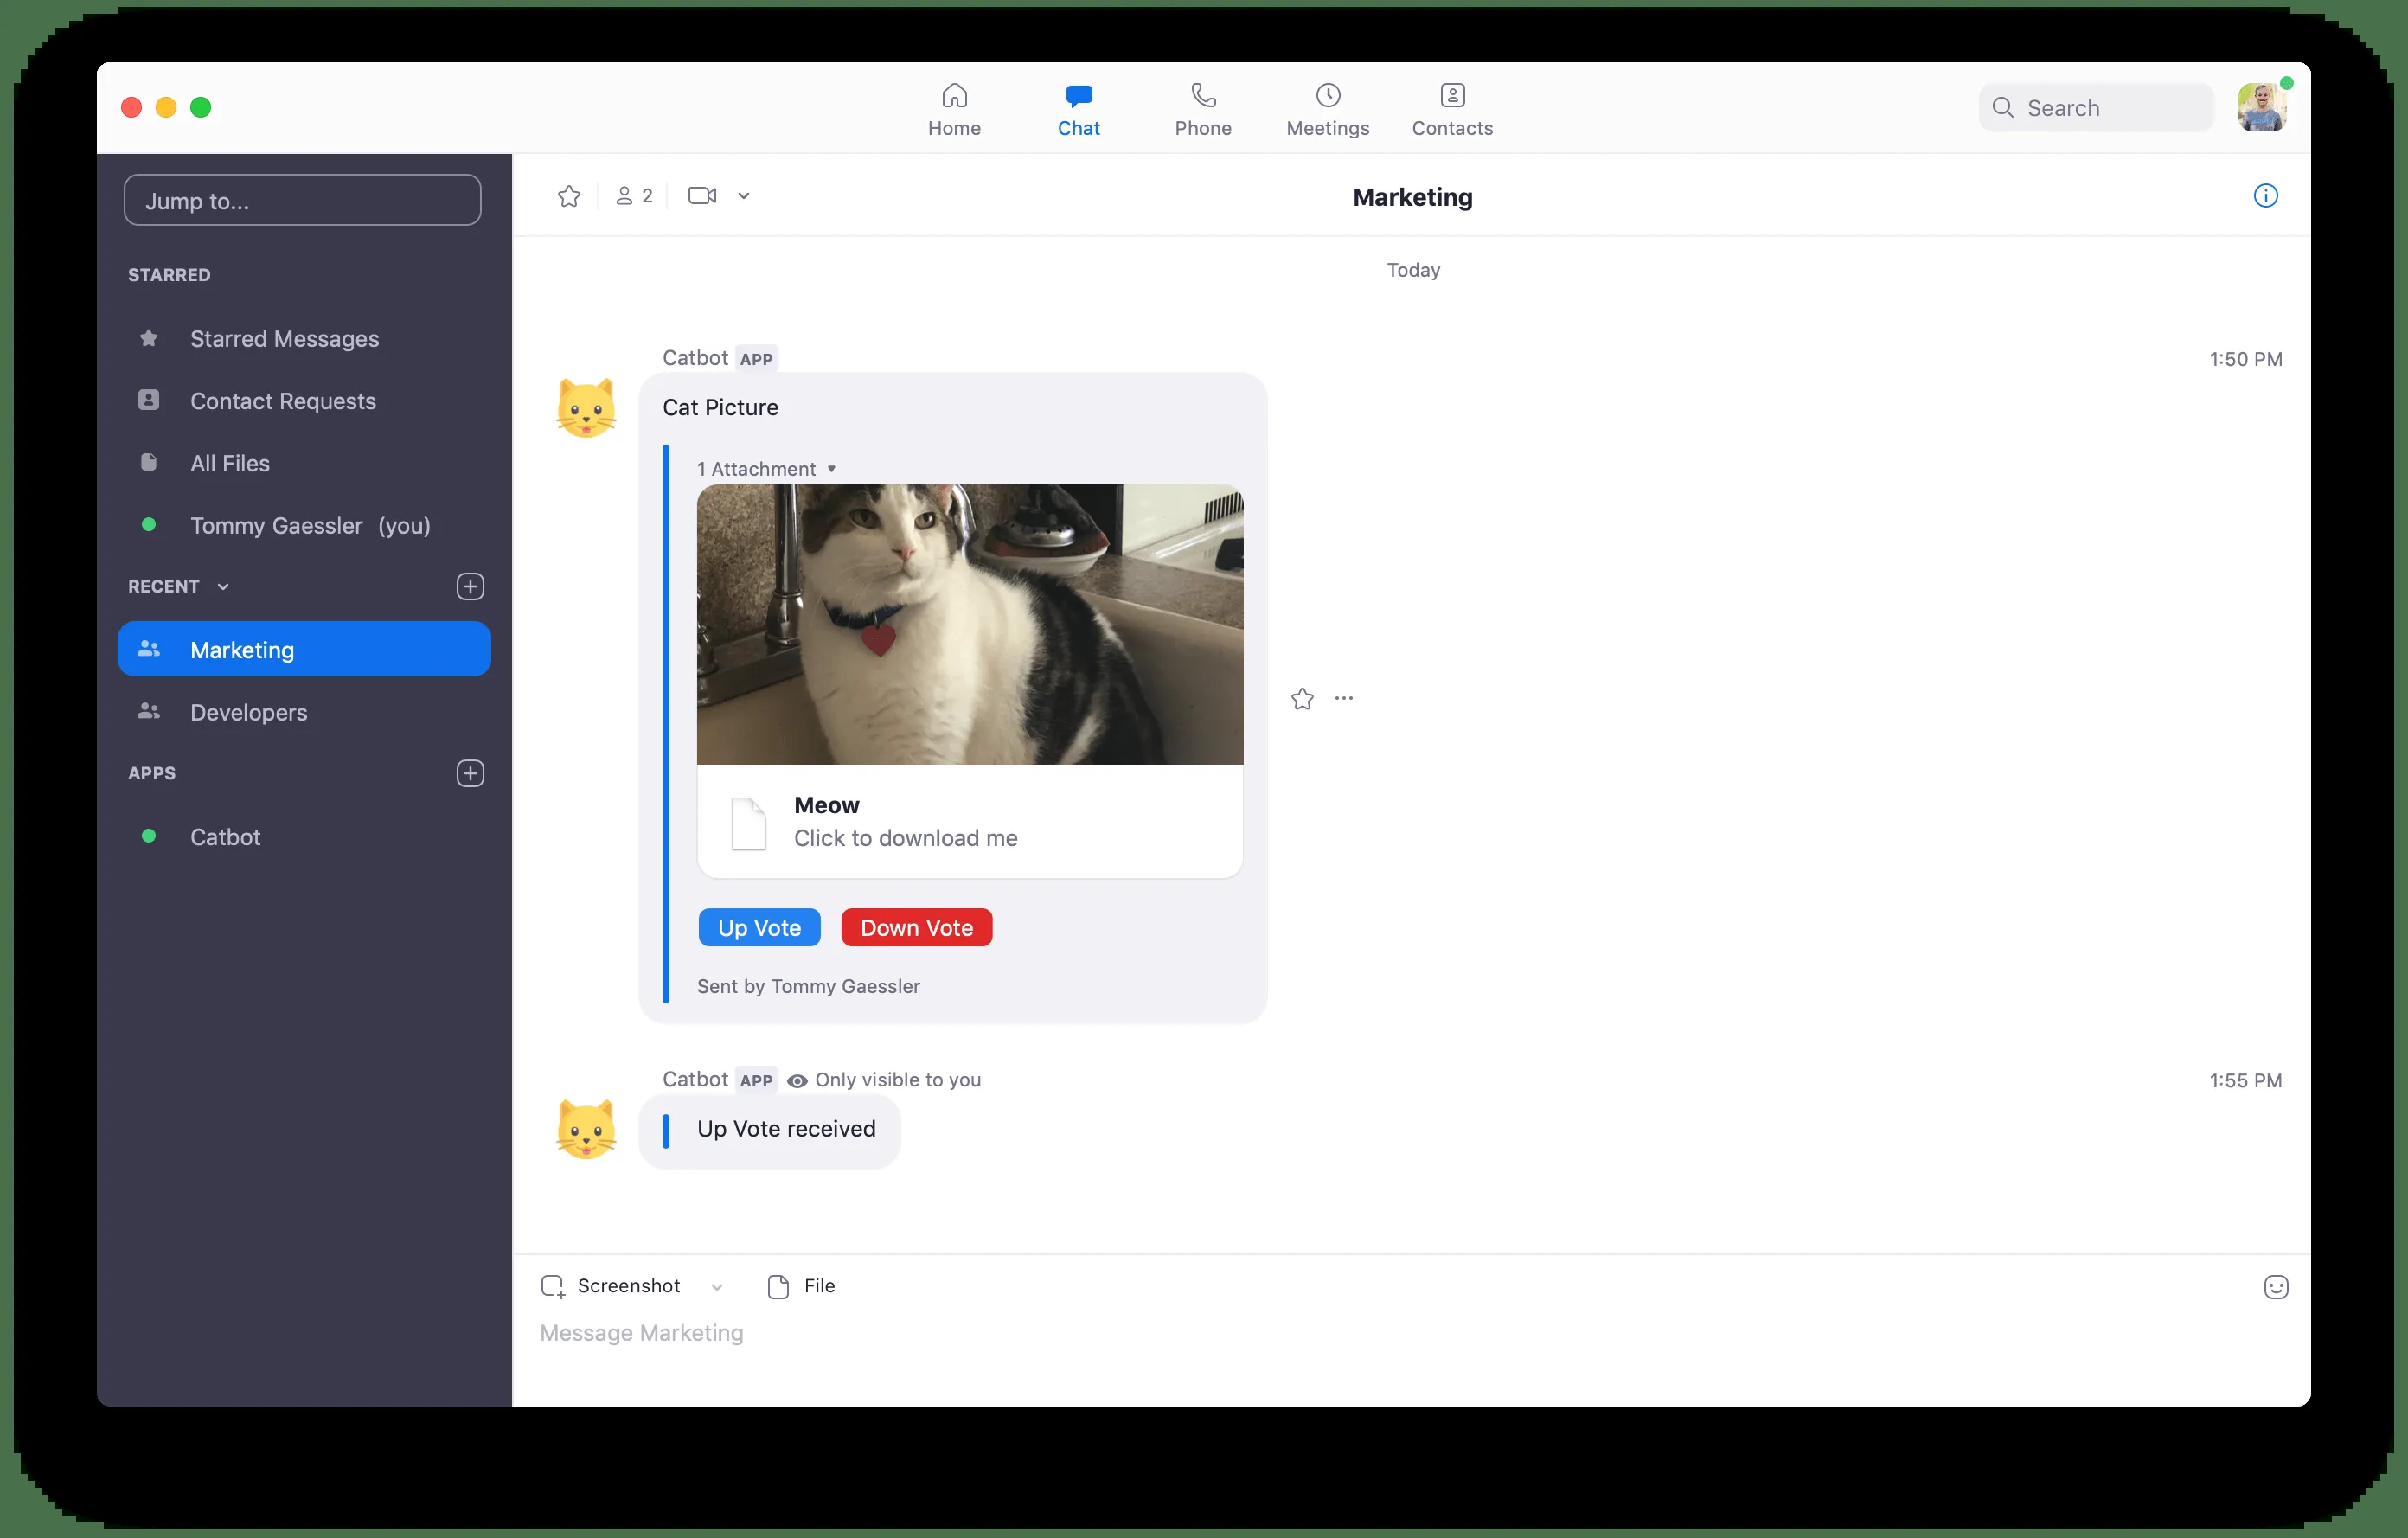 Home
Chat
Phone
Meetings
Contacts
Search
Jump to...
STARRED
Starred Messages
Contact Requests
All Files
Tommy Gaessler (you)
RECENT
Marketing
Developers
APPS
Catbot
2
Marketing
Today
Catbot APP 1:50 PM
Cat Picture
1 Attachment
Meow
Click to download me
Up Vote Down Vote
Sent by Tommy Gaessler
Catbot APP Only visible to you 1:55 PM
Up Vote received
Screenshot File
Message Marketing